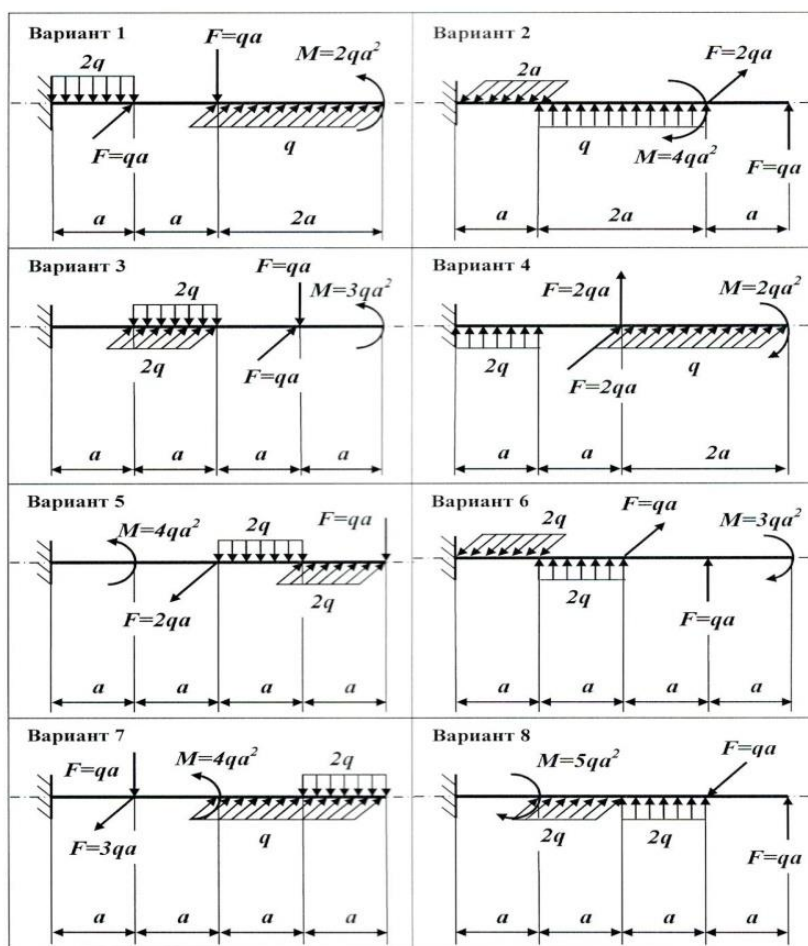 Вариант 1
F=qa
M=2qa²
2q
F=qa
q
a
a
2a
Вариант 2
F=2qa
2a
q
M=4qa²
F=qa
a
2a
a
Вариант 3
F=qa
2q
M=3qa²
2q
F=qa
a
a
a
a
Вариант 4
F=2qa
M=2qa²
2q
F=2qa
q
a
a
2a
Вариант 5
M=4qa²
2q
F=qa
F=2qa
2q
a
a
a
a
Вариант 6
2q
F=qa
M=3qa²
2q
F=qa
a
a
a
a
Вариант 7
F=qa
M=4qa²
2q
F=3qa
q
a
a
a
a
Вариант 8
M=5qa²
F=qa
2q
2q
F=qa
a
a
a
a